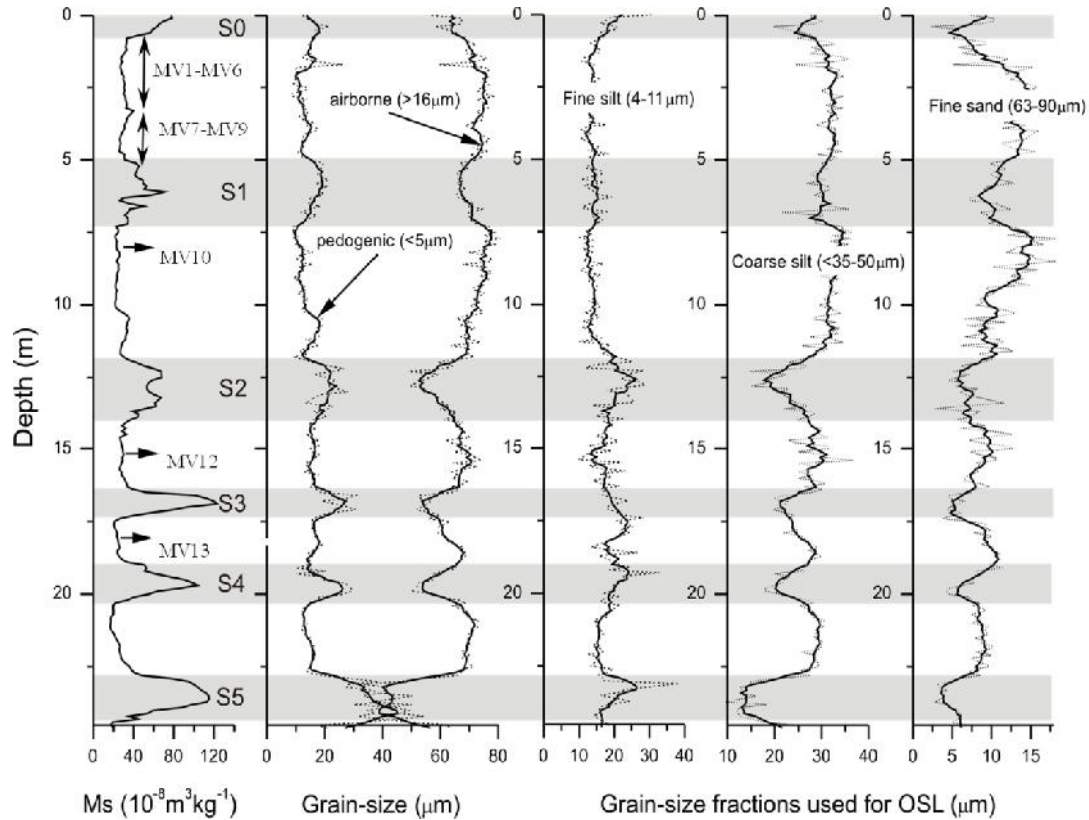 0 0 0 0
S0
MV1-MV6
airborne (>16μm)
Fine silt (4-11μm)
Fine sand (63-90μm)
MV7-MV9
5 5 5 5
S1
pedogenic (<5μm)
MV10
Coarse silt (<35-50μm)
10 10 10 10
Depth (m)
S2
15 15 15 15
MV12
S3
MV13
S4
20 20 20 20
S5
0 40 80 120
0 20 40 60 80
0 10 20 30 40
10 20 30 40
0 5 10 15
Ms (10⁻⁸m³kg⁻¹)
Grain-size (μm)
Grain-size fractions used for OSL (μm)